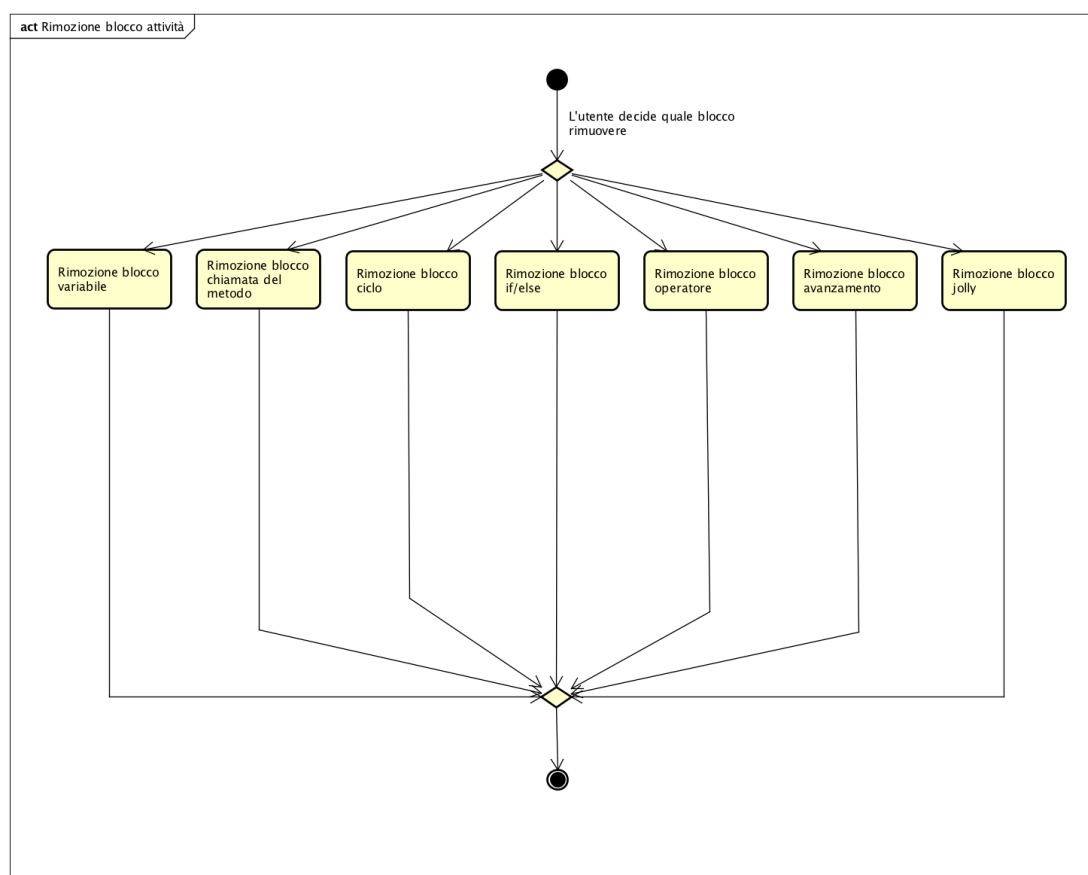 act Rimozione blocco attività
L'utente decide quale blocco
rimuovere
Rimozione blocco
variabile
Rimozione blocco
chiamata del
metodo
Rimozione blocco
ciclo
Rimozione blocco
if/else
Rimozione blocco
operatore
Rimozione blocco
avanzamento
Rimozione blocco
jolly